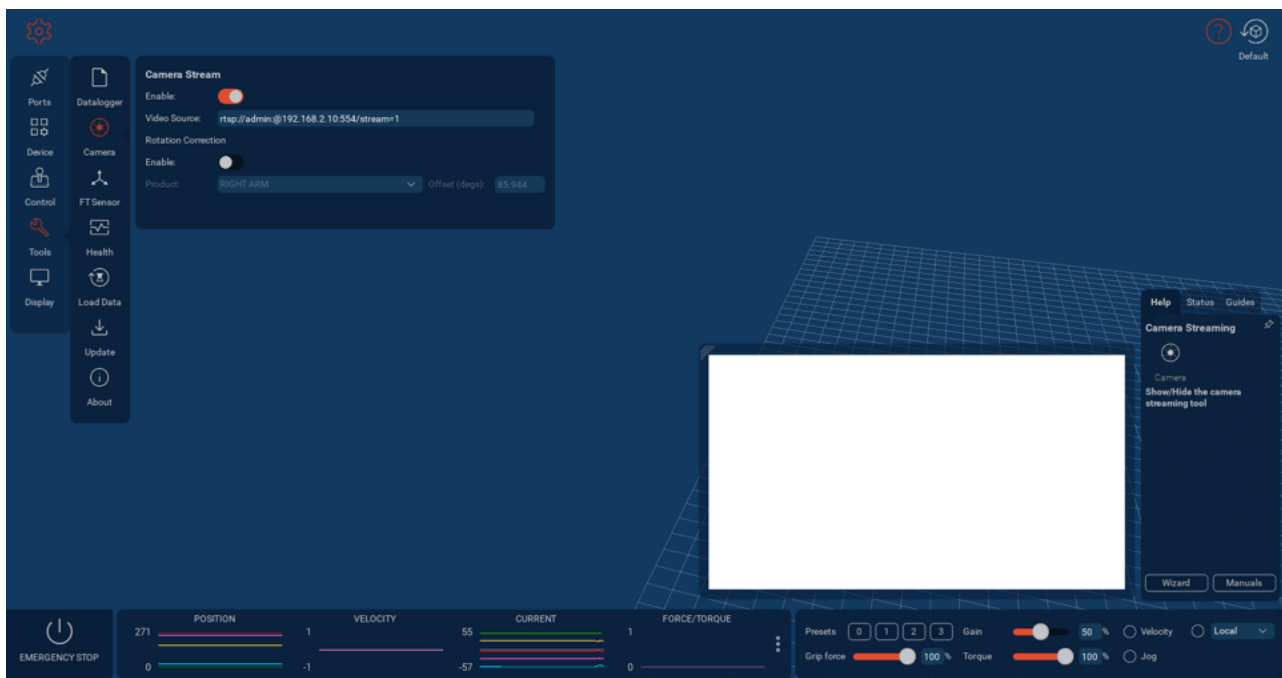 ?
Default
Ports
Device
Control
Tools
Display
Datalogger
Camera
FT Sensor
Health
Load Data
Update
About
Camera Stream
Enable:
Video Source: rtsp://admin:@192.168.2.10:554/stream=1
Rotation Correction
Enable:
Product: RIGHT ARM Offset (degs): 85.944
Help Status Guides
Camera Streaming
Camera
Show/Hide the camera
streaming tool
Wizard Manuals
EMERGENCY STOP
POSITION
271
0
VELOCITY
1
-1
CURRENT
55
-57
FORCE/TORQUE
1
0
Presets 0 1 2 3 Gain 50 % Velocity Local
Grip force 100 % Torque 100 % Jog